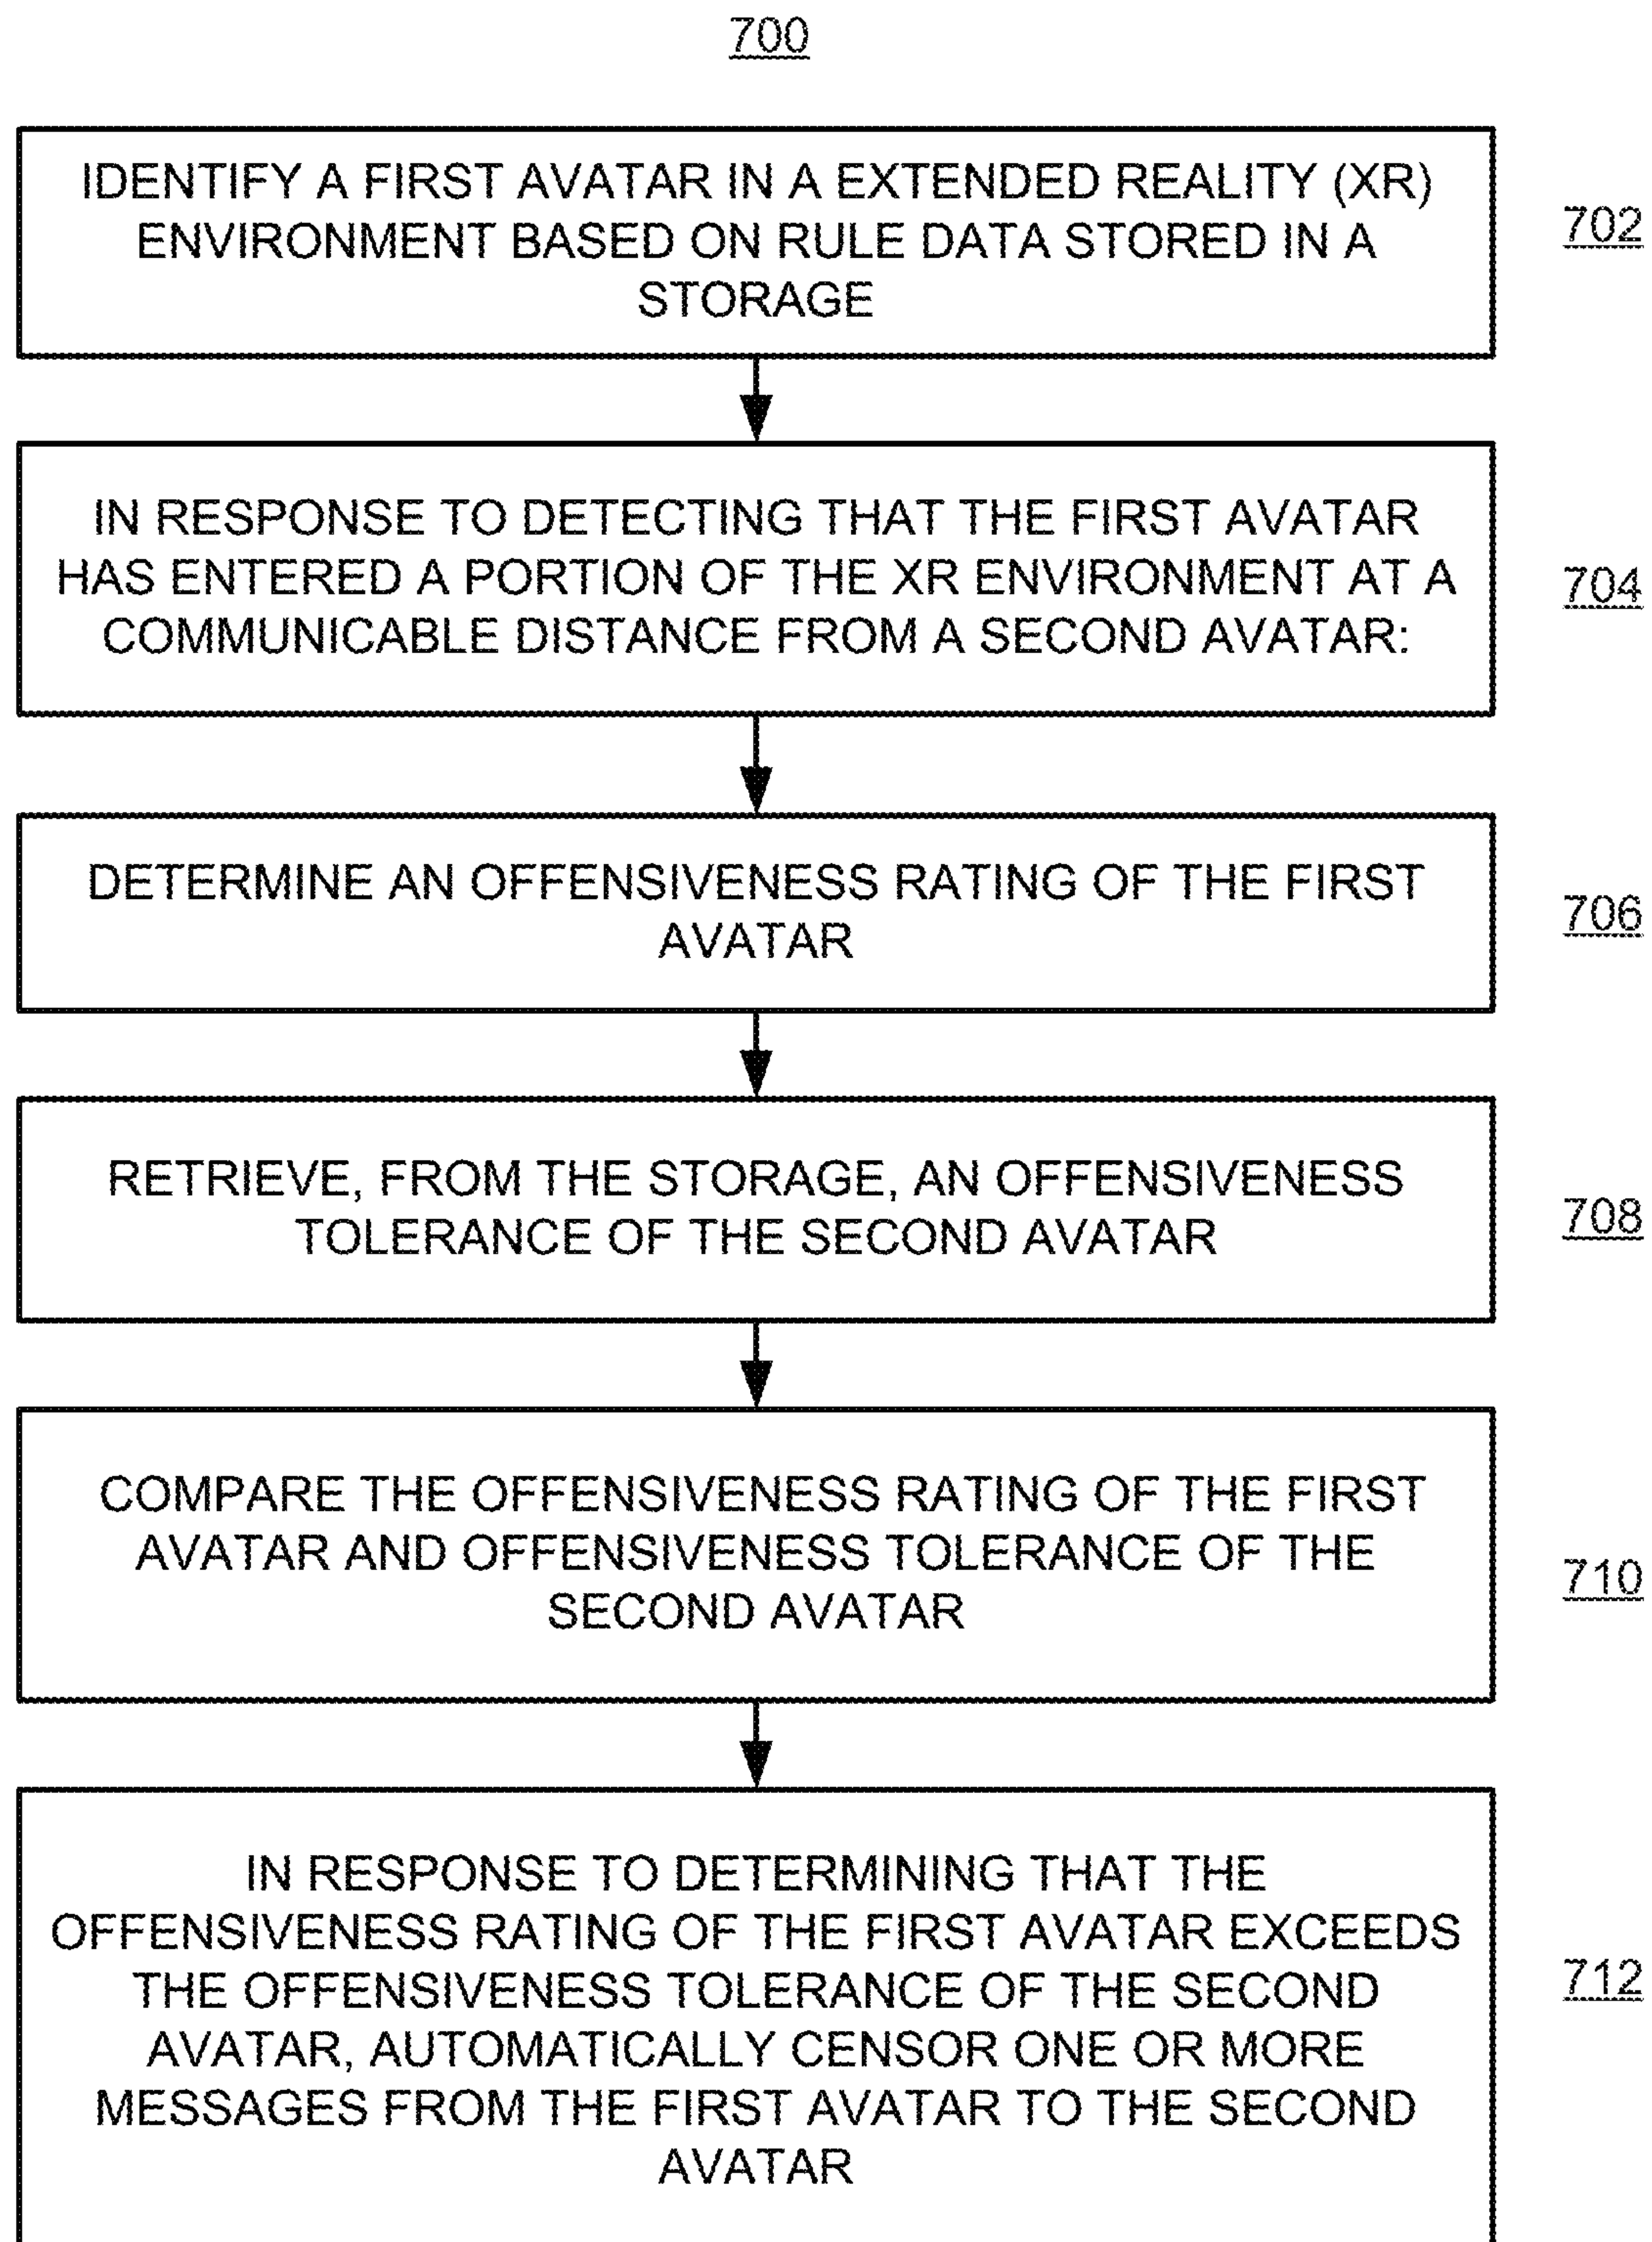 700
IDENTIFY A FIRST AVATAR IN A EXTENDED REALITY (XR)
ENVIRONMENT BASED ON RULE DATA STORED IN A
STORAGE
702
IN RESPONSE TO DETECTING THAT THE FIRST AVATAR
HAS ENTERED A PORTION OF THE XR ENVIRONMENT AT A
COMMUNICABLE DISTANCE FROM A SECOND AVATAR:
704
DETERMINE AN OFFENSIVENESS RATING OF THE FIRST
AVATAR
706
RETRIEVE, FROM THE STORAGE, AN OFFENSIVENESS
TOLERANCE OF THE SECOND AVATAR
708
COMPARE THE OFFENSIVENESS RATING OF THE FIRST
AVATAR AND OFFENSIVENESS TOLERANCE OF THE
SECOND AVATAR
710
IN RESPONSE TO DETERMINING THAT THE
OFFENSIVENESS RATING OF THE FIRST AVATAR EXCEEDS
THE OFFENSIVENESS TOLERANCE OF THE SECOND
AVATAR, AUTOMATICALLY CENSOR ONE OR MORE
MESSAGES FROM THE FIRST AVATAR TO THE SECOND
AVATAR
712